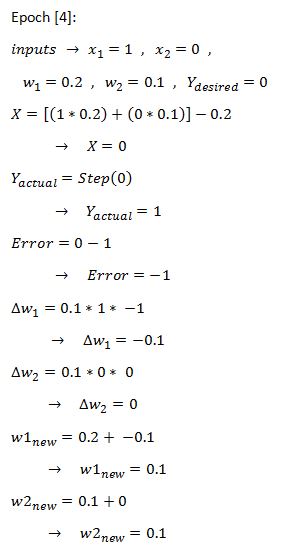 Epoch [4]:
inputs → x₁ = 1 , x₂ = 0 ,
w₁ = 0.2 , w₂ = 0.1 , Y_desired = 0
X = [(1 * 0.2) + (0 * 0.1)] − 0.2
→ X = 0
Y_actual = Step(0)
→ Y_actual = 1
Error = 0 − 1
→ Error = −1
Δw₁ = 0.1 * 1 * −1
→ Δw₁ = −0.1
Δw₂ = 0.1 * 0 * 0
→ Δw₂ = 0
w1_new = 0.2 + −0.1
→ w1_new = 0.1
w2_new = 0.1 + 0
→ w2_new = 0.1